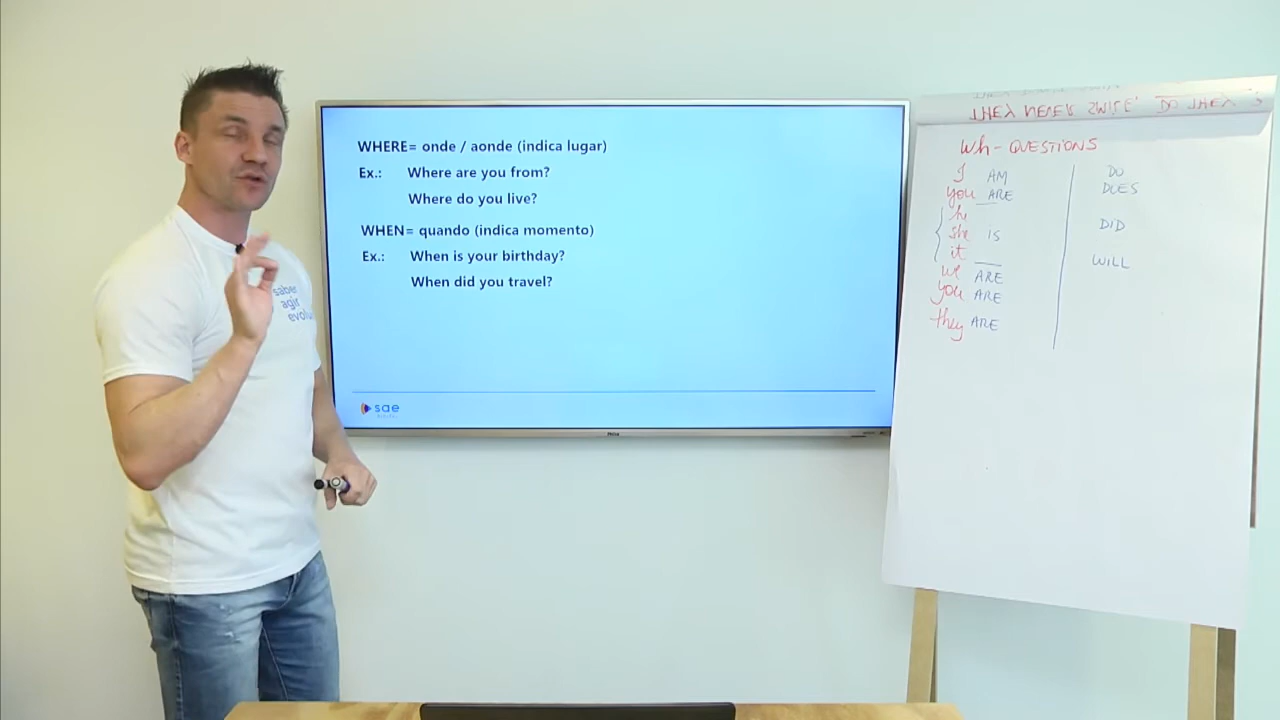 WHERE= onde / aonde (indica lugar)
Ex.: Where are you from?
Where do you live?
WHEN= quando (indica momento)
Ex.: When is your birthday?
When did you travel?
sae
saber
agir
evolu
Wh-QUESTIONS
I AM
you ARE
he
she is
it
we ARE
you ARE
they ARE
DO
DOES
DID
WILL